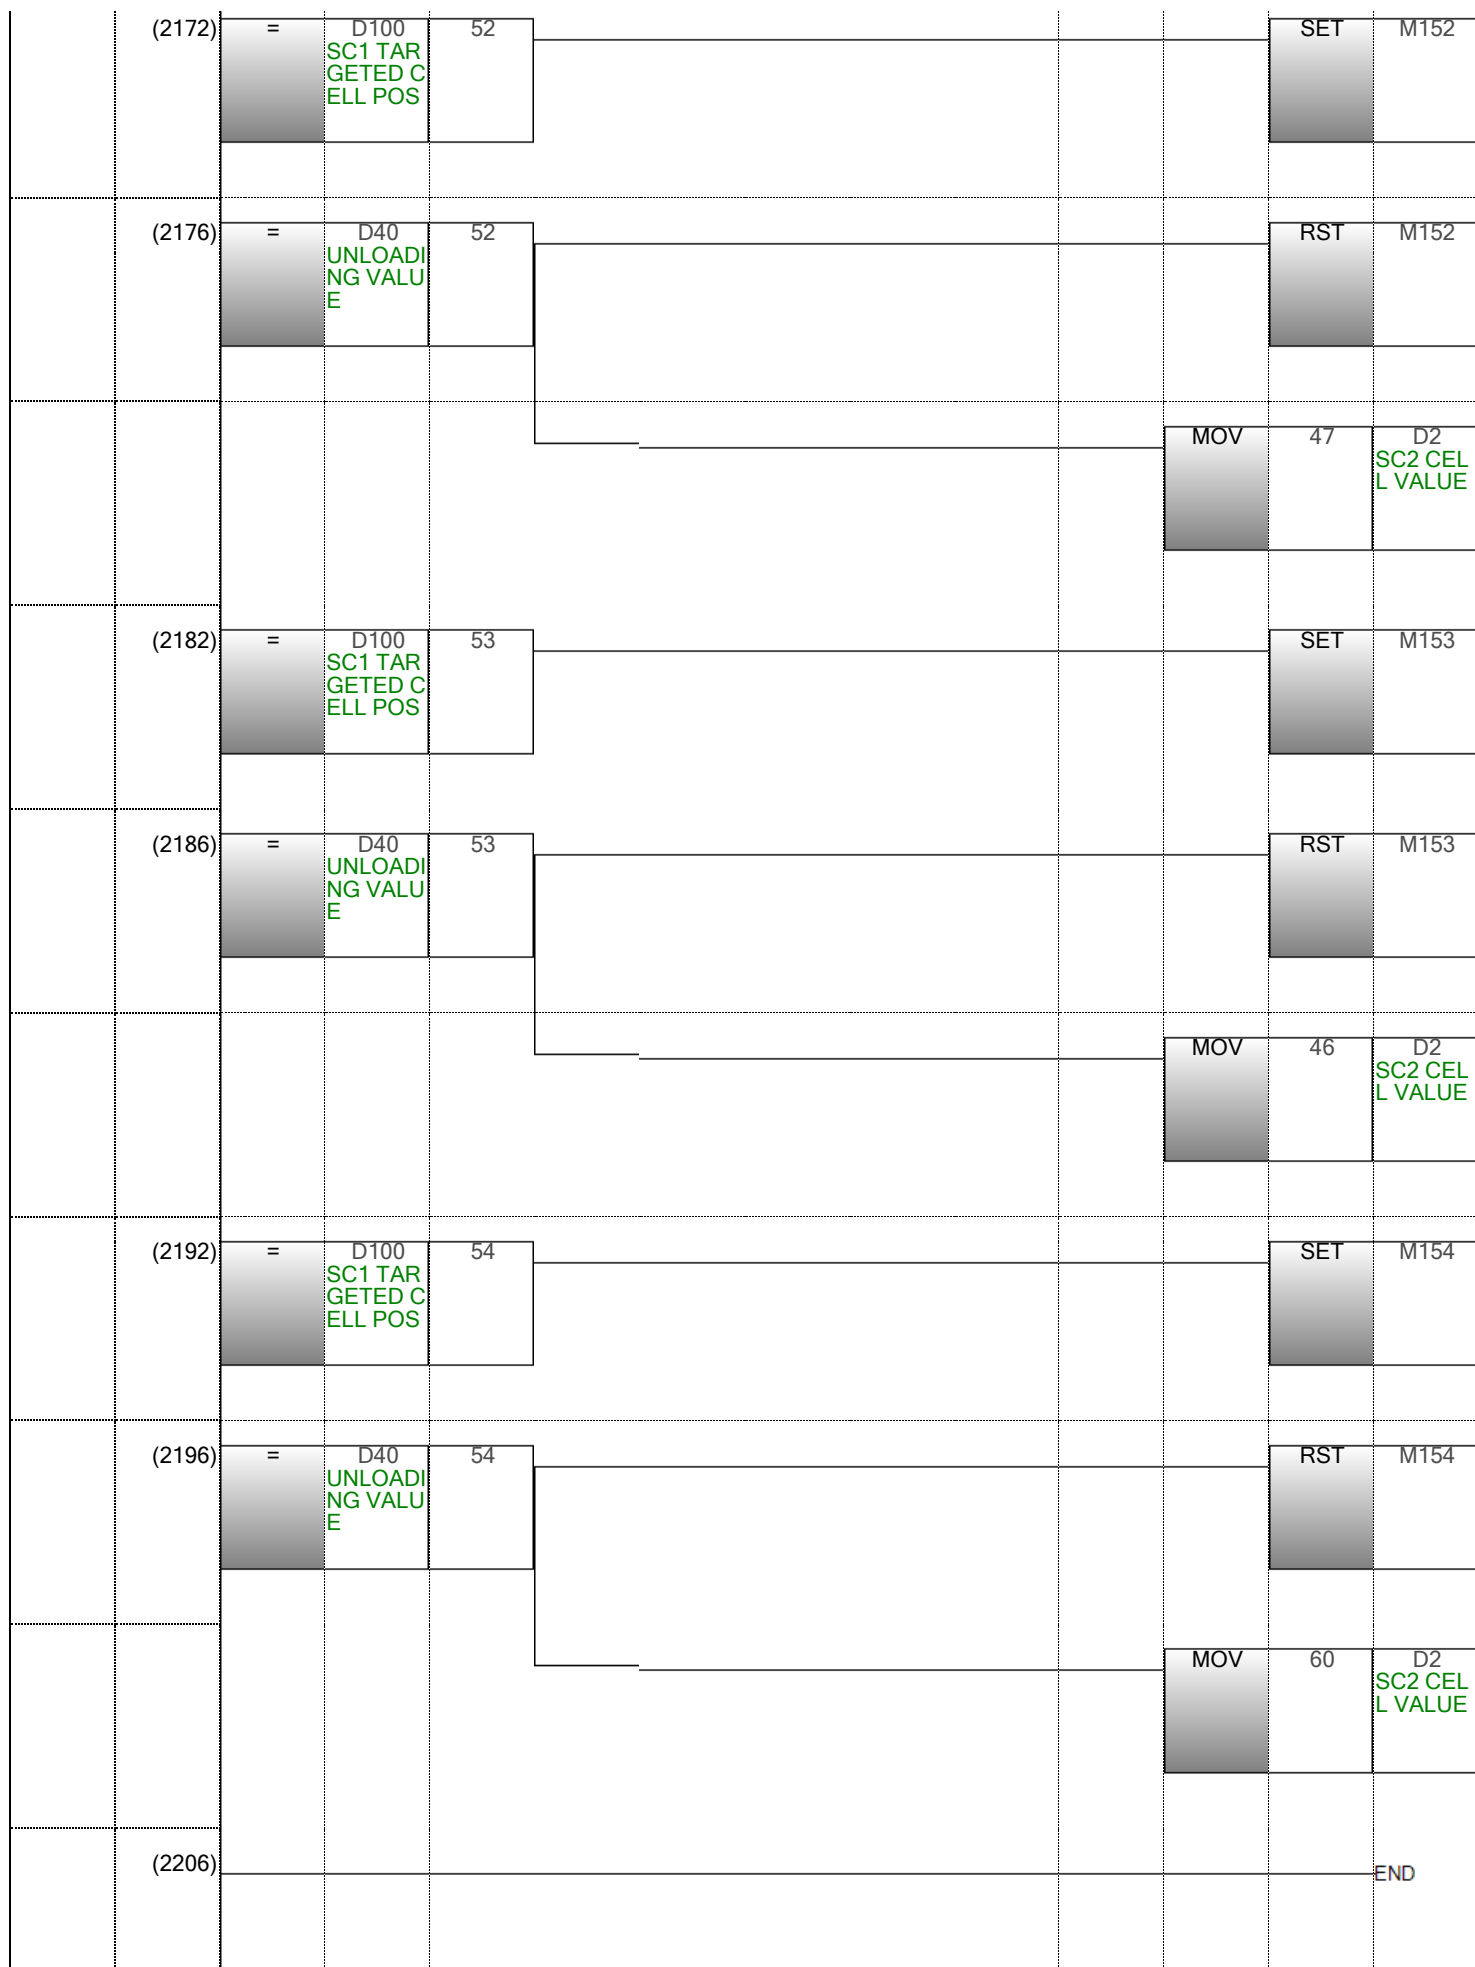 (2172) = D100 52 SET M152
SC1 TAR
GETED C
ELL POS
(2176) = D40 52 RST M152
UNLOADI
NG VALU
E
MOV 47 D2
SC2 CEL
L VALUE
(2182) = D100 53 SET M153
SC1 TAR
GETED C
ELL POS
(2186) = D40 53 RST M153
UNLOADI
NG VALU
E
MOV 46 D2
SC2 CEL
L VALUE
(2192) = D100 54 SET M154
SC1 TAR
GETED C
ELL POS
(2196) = D40 54 RST M154
UNLOADI
NG VALU
E
MOV 60 D2
SC2 CEL
L VALUE
(2206) END